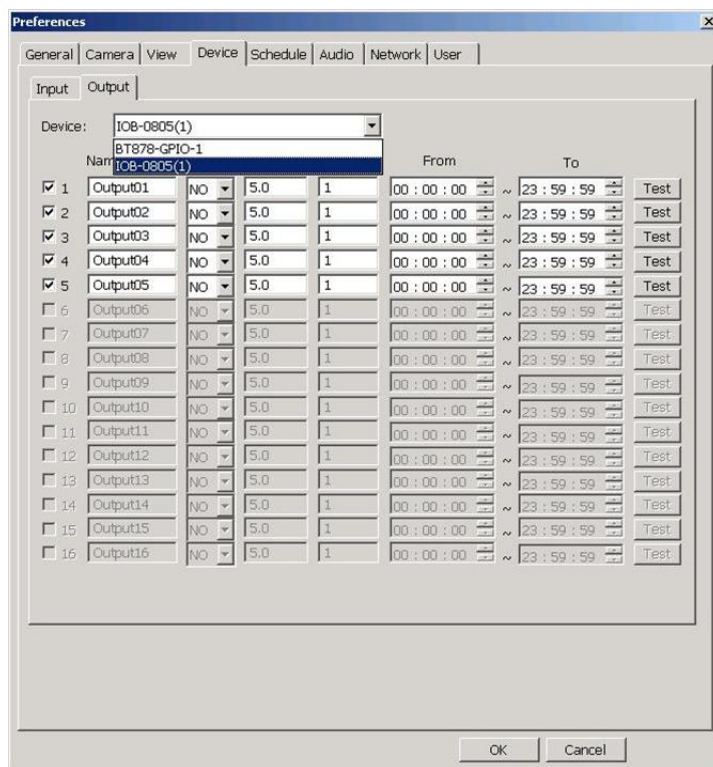 Preferences
General Camera View Device Schedule Audio Network User
Input Output
Device: IOB-0805(1)
BT878-GPIO-1
IOB-0805(1)
From To
1 Output01 NO 5.0 1 00 : 00 : 00 ~ 23 : 59 : 59 Test
2 Output02 NO 5.0 1 00 : 00 : 00 ~ 23 : 59 : 59 Test
3 Output03 NO 5.0 1 00 : 00 : 00 ~ 23 : 59 : 59 Test
4 Output04 NO 5.0 1 00 : 00 : 00 ~ 23 : 59 : 59 Test
5 Output05 NO 5.0 1 00 : 00 : 00 ~ 23 : 59 : 59 Test
6 Output06 NO 5.0 1 00 : 00 : 00 ~ 23 : 59 : 59 Test
7 Output07 NO 5.0 1 00 : 00 : 00 ~ 23 : 59 : 59 Test
8 Output08 NO 5.0 1 00 : 00 : 00 ~ 23 : 59 : 59 Test
9 Output09 NO 5.0 1 00 : 00 : 00 ~ 23 : 59 : 59 Test
10 Output10 NO 5.0 1 00 : 00 : 00 ~ 23 : 59 : 59 Test
11 Output11 NO 5.0 1 00 : 00 : 00 ~ 23 : 59 : 59 Test
12 Output12 NO 5.0 1 00 : 00 : 00 ~ 23 : 59 : 59 Test
13 Output13 NO 5.0 1 00 : 00 : 00 ~ 23 : 59 : 59 Test
14 Output14 NO 5.0 1 00 : 00 : 00 ~ 23 : 59 : 59 Test
15 Output15 NO 5.0 1 00 : 00 : 00 ~ 23 : 59 : 59 Test
16 Output16 NO 5.0 1 00 : 00 : 00 ~ 23 : 59 : 59 Test
OK Cancel